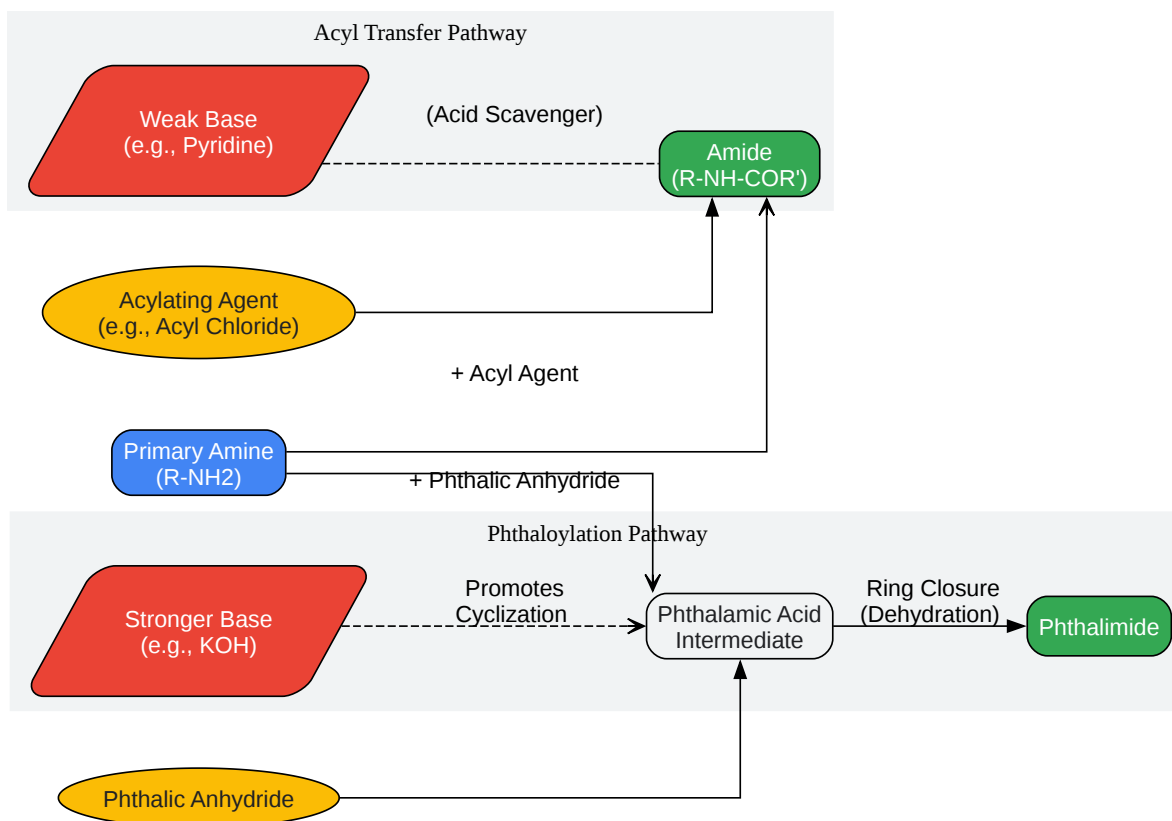 Acyl Transfer Pathway
Weak Base
(e.g., Pyridine)
(Acid Scavenger)
Amide
(R-NH-COR')
Acylating Agent
(e.g., Acyl Chloride)
+ Acyl Agent
Primary Amine
(R-NH2)
+ Phthalic Anhydride
Phthaloylation Pathway
Stronger Base
(e.g., KOH)
Promotes
Cyclization
Phthalamic Acid
Intermediate
Ring Closure
(Dehydration)
Phthalimide
Phthalic Anhydride